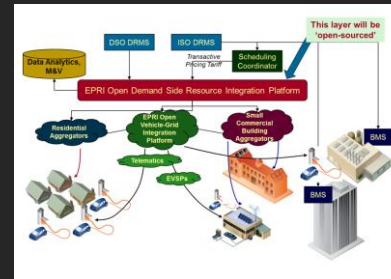 This layer will be
'open-sourced'
DSO DRMS
ISO DRMS
Transactive
Pricing Tariff
Scheduling
Coordinator
Data Analytics,
M&V
EPRI Open Demand Side Resource Integration Platform
Residential
Aggregators
EPRI Open
Vehicle-Grid
Integration
Platform
Small
Commercial
Building
Aggregators
BMS
Telematics
EVSPs
BMS